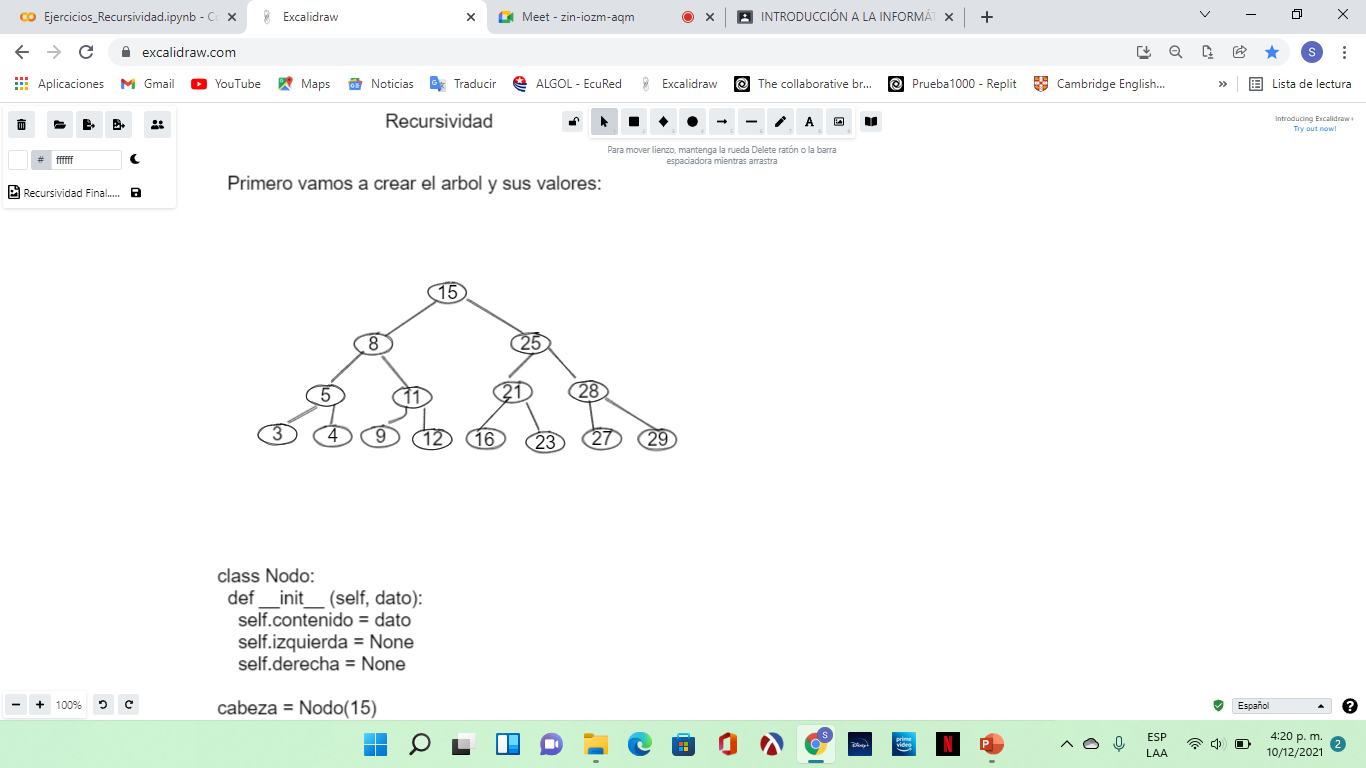 Ejercicios_Recursividad.ipynb - Co
Excalidraw
Meet - zin-iozm-aqm
INTRODUCCIÓN A LA INFORMÁT
excalidraw.com
S
Aplicaciones
Gmail
YouTube
Maps
Noticias
Traducir
ALGOL - EcuRed
Excalidraw
The collaborative br...
Prueba1000 - Replit
Cambridge English...
»
Lista de lectura
Recursividad
A
Introducing Excalidraw+
Try out now!
# ffffff
Para mover lienzo, mantenga la rueda Delete ratón o la barra
espaciadora mientras arrastra
Recursividad Final.....
Primero vamos a crear el arbol y sus valores:
15
8 25
5 11 21 28
3 4 9 12 16 23 27 29
class Nodo:
def __init__ (self, dato):
self.contenido = dato
self.izquierda = None
self.derecha = None
cabeza = Nodo(15)
100%
Español
ESP
LAA
4:20 p. m.
10/12/2021
2
Disney+
prime video
N
P
S